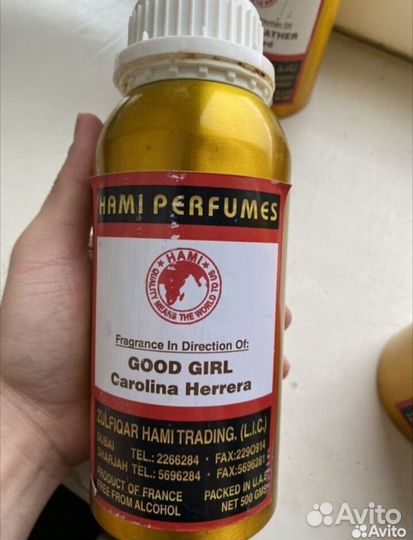 HAMI PERFUMES
HAMI
QUALITY MEANS THE WORLD TO US
Fragrance In Direction Of:
GOOD GIRL
Carolina Herrera
ZULFIQAR HAMI TRADING. (L.I.C.)
DUBAI TEL.: 2266284 · FAX:2290914
SHARJAH TEL.: 5696284 · FAX:5696281
PRODUCT OF FRANCE PACKED IN U.A.E
FREE FROM ALCOHOL NET 500 GMS
Avito
Avito